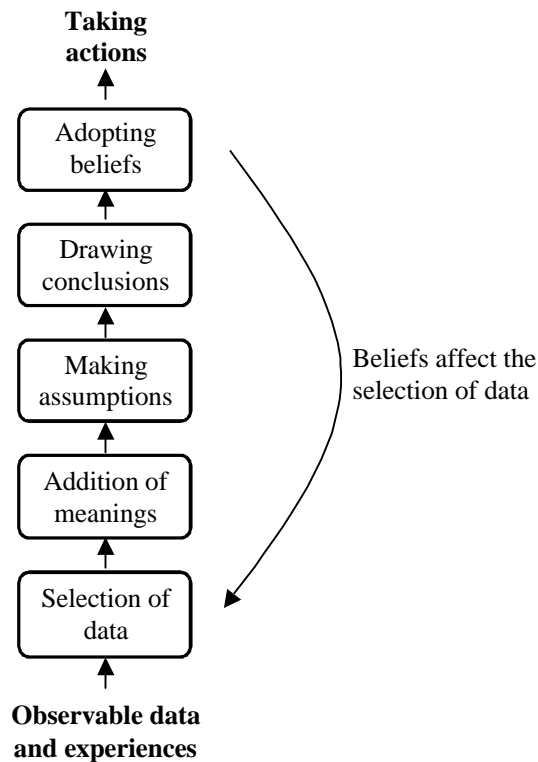 Taking
actions
Adopting
beliefs
Drawing
conclusions
Making
assumptions
Beliefs affect the
selection of data
Addition of
meanings
Selection of
data
Observable data
and experiences